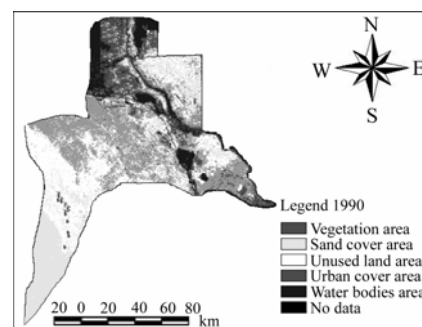 N
W E
S
Legend 1990
Vegetation area
Sand cover area
Unused land area
Urban cover area
Water bodies area
No data
20 0 20 40 60 80
km